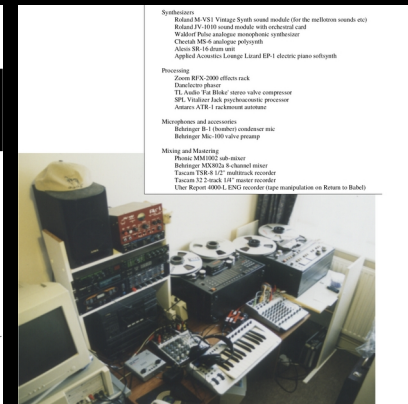 Synthesizers
Roland M-VS1 Vintage Synth sound module (for the mellotron sounds etc)
Roland JV-1010 sound module with orchestral card
Waldorf Pulse analogue monophonic synthesizer
Cheetah MS-6 analogue polysynth
Alesis SR-16 drum unit
Applied Acoustics Lounge Lizard EP-1 electric piano softsynth
Processing
Zoom RFX-2000 effects rack
Danelectro phaser
TL Audio 'Fat Bloke' stereo valve compressor
SPL Vitalizer Jack psychoacoustic processor
Antares ATR-1 rackmount autotune
Microphones and accessories
Behringer B-1 (bomber) condenser mic
Behringer Mic-100 valve preamp
Mixing and Mastering
Phonic MM1002 sub-mixer
Behringer MX802a 8-channel mixer
Tascam TSR-8 1/2" multitrack recorder
Tascam 32 2-track 1/4" master recorder
Uher Report 4000-L ENG recorder (tape manipulation on Return to Babel)